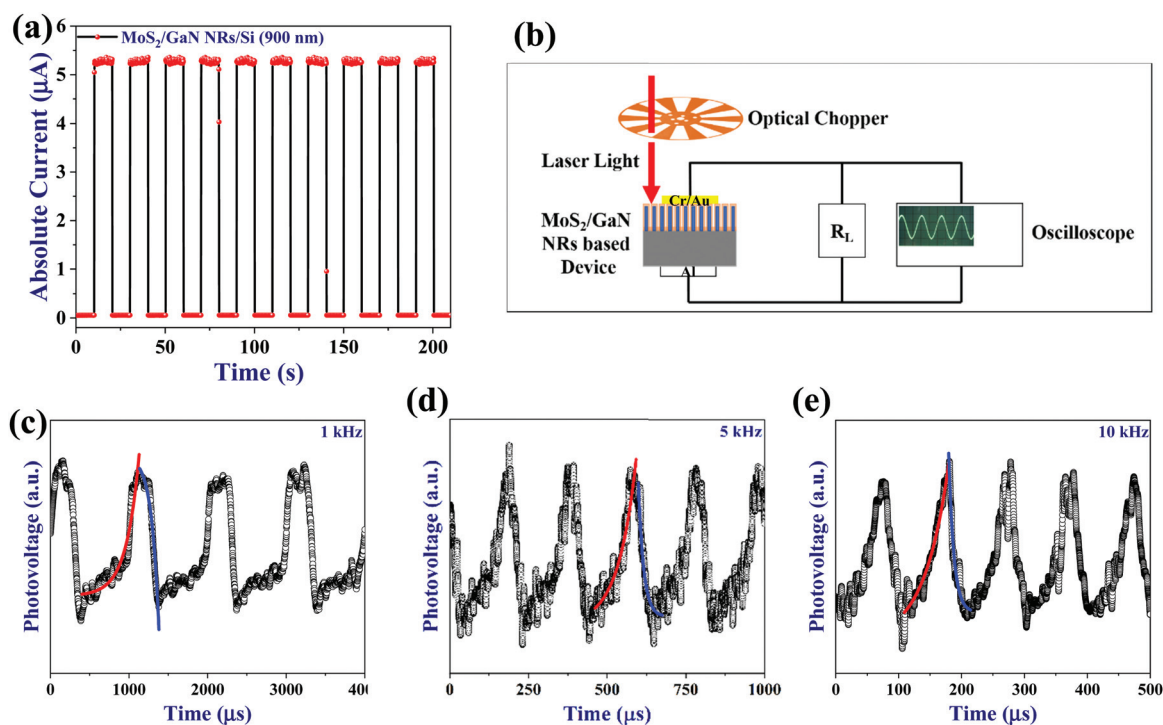 (a)
MoS₂/GaN NRs/Si (900 nm)
Absolute Current (μA)
6
5
4
3
2
1
0
0 50 100 150 200
Time (s)
(b)
Optical Chopper
Laser Light
Cr/Au
MoS₂/GaN
NRs based
Device
Al
R_L
Oscilloscope
(c)
1 kHz
Photovoltage (a.u.)
0 1000 2000 3000 400
Time (μs)
(d)
5 kHz
Photovoltage (a.u.)
0 250 500 750 1000
Time (μs)
(e)
10 kHz
Photovoltage (a.u.)
0 100 200 300 400 500
Time (μs)